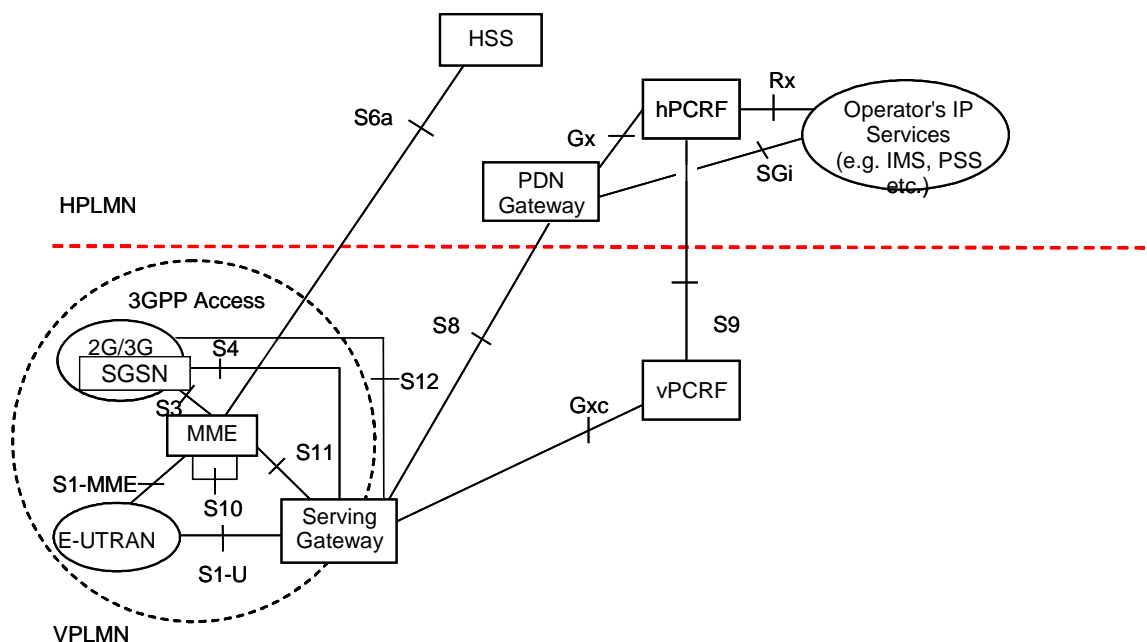 HSS
Rx
S6a
hPCRF
Operator's IP
Services
(e.g. IMS, PSS
etc.)
Gx
SGi
PDN
Gateway
HPLMN
3GPP Access
2G/3G
S4
S8
S9
SGSN
S12
vPCRF
S3
Gxc
MME
S11
S1-MME
S10
Serving
Gateway
E-UTRAN
S1-U
VPLMN